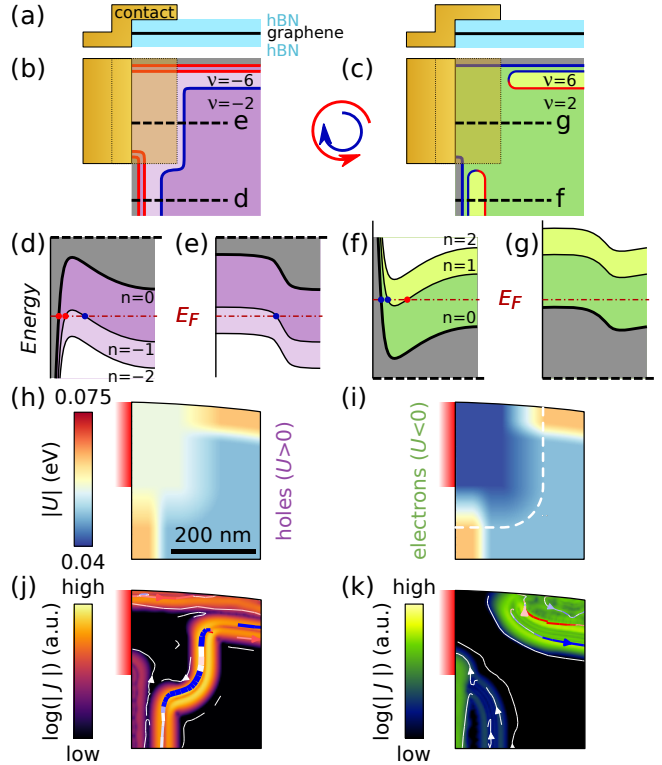 (a)
contact
hBN
graphene
hBN
(b)
ν=−6
ν=−2
e
d
(c)
ν=6
ν=2
g
f
(d)
(e)
(f)
(g)
Energy
n=0
n=−1
n=−2
E_F
n=2
n=1
n=0
E_F
(h)
0.075
|U| (eV)
0.04
200 nm
holes (U>0)
(i)
electrons (U<0)
(j)
high
log(|J|) (a.u.)
low
(k)
high
log(|J|) (a.u.)
low